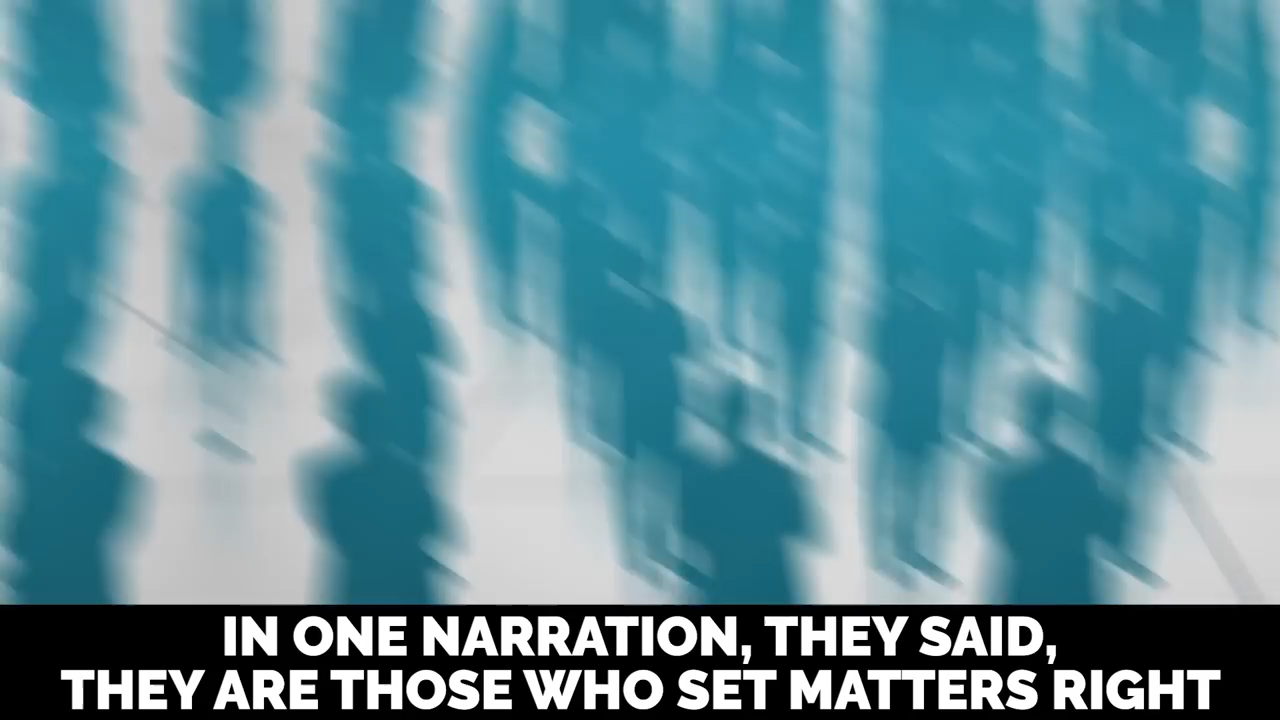 IN ONE NARRATION, THEY SAID,
THEY ARE THOSE WHO SET MATTERS RIGHT